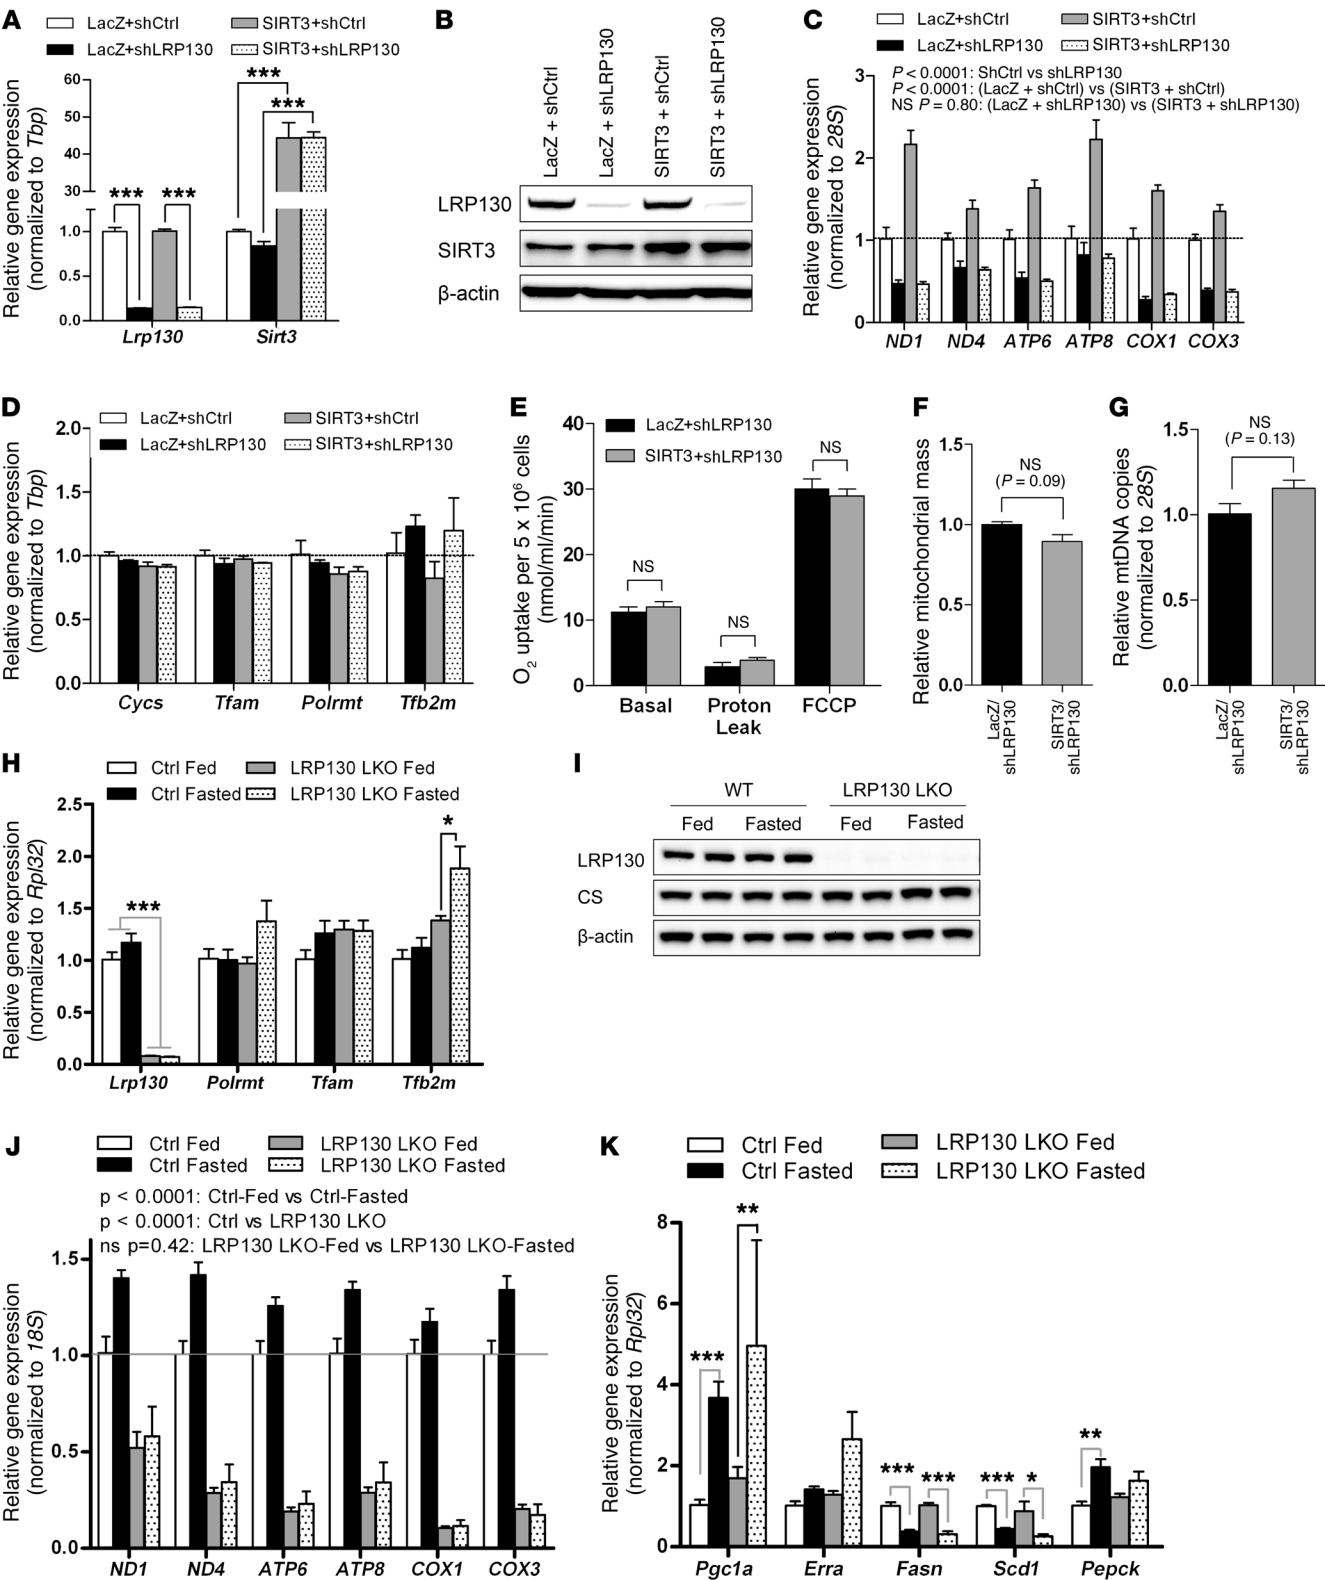 A
LacZ+shCtrl
SIRT3+shCtrl
LacZ+shLRP130
SIRT3+shLRP130
Relative gene expression
(normalized to Tbp)
60
50
40
30
1.0
0.5
0.0
***
***
***
***
Lrp130
Sirt3
B
LacZ + shCtrl
LacZ + shLRP130
SIRT3 + shCtrl
SIRT3 + shLRP130
LRP130
SIRT3
β-actin
C
LacZ+shCtrl
SIRT3+shCtrl
LacZ+shLRP130
SIRT3+shLRP130
P < 0.0001: ShCtrl vs shLRP130
P < 0.0001: (LacZ + shCtrl) vs (SIRT3 + shCtrl)
NS P = 0.80: (LacZ + shLRP130) vs (SIRT3 + shLRP130)
Relative gene expression
(normalized to 28S)
3
2
1
0
ND1
ND4
ATP6
ATP8
COX1
COX3
D
LacZ+shCtrl
SIRT3+shCtrl
LacZ+shLRP130
SIRT3+shLRP130
Relative gene expression
(normalized to Tbp)
2.0
1.5
1.0
0.5
0.0
Cycs
Tfam
Polrmt
Tfb2m
E
LacZ+shLRP130
SIRT3+shLRP130
O2 uptake per 5 x 10⁶ cells
(nmol/ml/min)
40
30
20
10
0
NS
NS
NS
Basal
Proton
Leak
FCCP
F
Relative mitochondrial mass
1.5
1.0
0.5
0.0
NS
(P = 0.09)
LacZ/
shLRP130
SIRT3/
shLRP130
G
Relative mtDNA copies
(normalized to 28S)
1.5
1.0
0.5
0.0
NS
(P = 0.13)
LacZ/
shLRP130
SIRT3/
shLRP130
H
Ctrl Fed
LRP130 LKO Fed
Ctrl Fasted
LRP130 LKO Fasted
Relative gene expression
(normalized to Rpl32)
2.5
2.0
1.5
1.0
0.5
0.0
***
*
Lrp130
Polrmt
Tfam
Tfb2m
I
WT
LRP130 LKO
Fed
Fasted
Fed
Fasted
LRP130
CS
β-actin
J
Ctrl Fed
LRP130 LKO Fed
Ctrl Fasted
LRP130 LKO Fasted
p < 0.0001: Ctrl-Fed vs Ctrl-Fasted
p < 0.0001: Ctrl vs LRP130 LKO
ns p=0.42: LRP130 LKO-Fed vs LRP130 LKO-Fasted
Relative gene expression
(normalized to 18S)
1.5
1.0
0.5
0.0
ND1
ND4
ATP6
ATP8
COX1
COX3
K
Ctrl Fed
LRP130 LKO Fed
Ctrl Fasted
LRP130 LKO Fasted
Relative gene expression
(normalized to Rpl32)
8
6
4
2
0
***
**
***
***
***
*
**
Pgc1a
Erra
Fasn
Scd1
Pepck